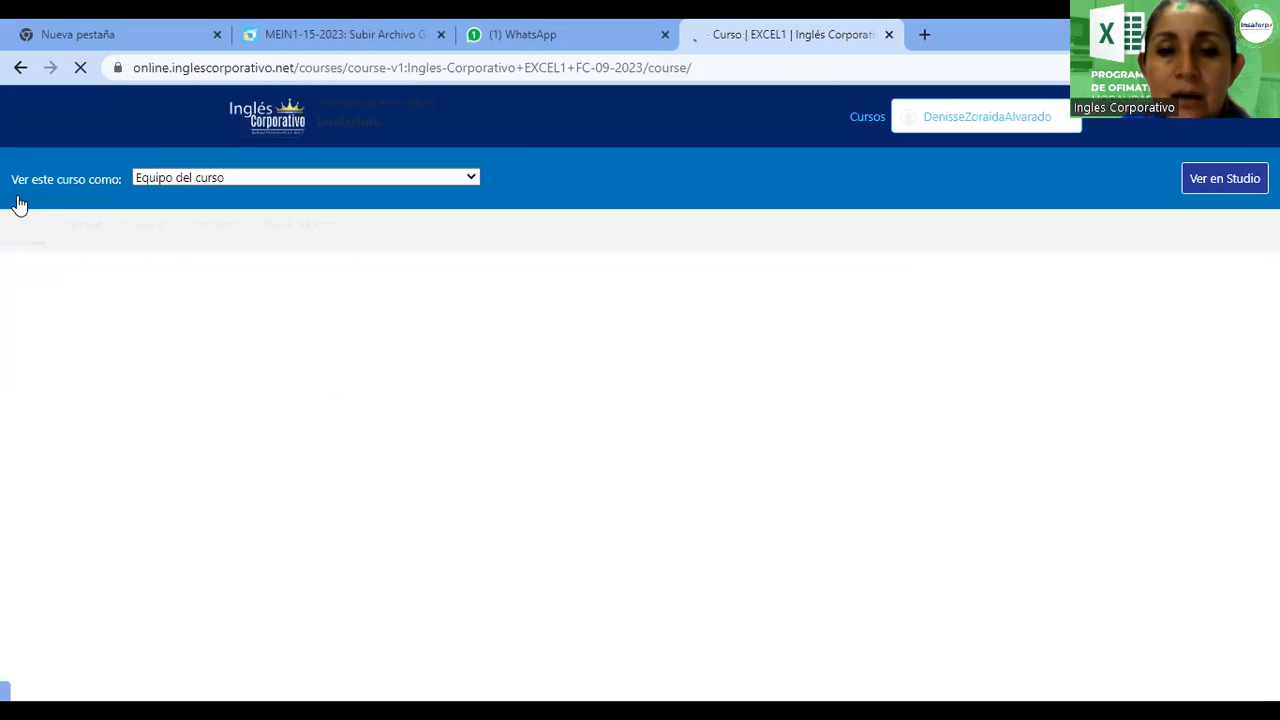 Nueva pestaña
MEIN1-15-2023: Subir Archivo
(1) WhatsApp
Curso | EXCEL1 | Inglés Corporati
online.inglescorporativo.net/courses/course-v1:Ingles-Corporativo+EXCEL1+FC-09-2023/course/
PROGRAM
DE OFIMAT
Insaforp
Ingles Corporativo
Inglés
Corporativo
Cursos
DenisseZoraidaAlvarado
Ver este curso como:
Equipo del curso
Ver en Studio